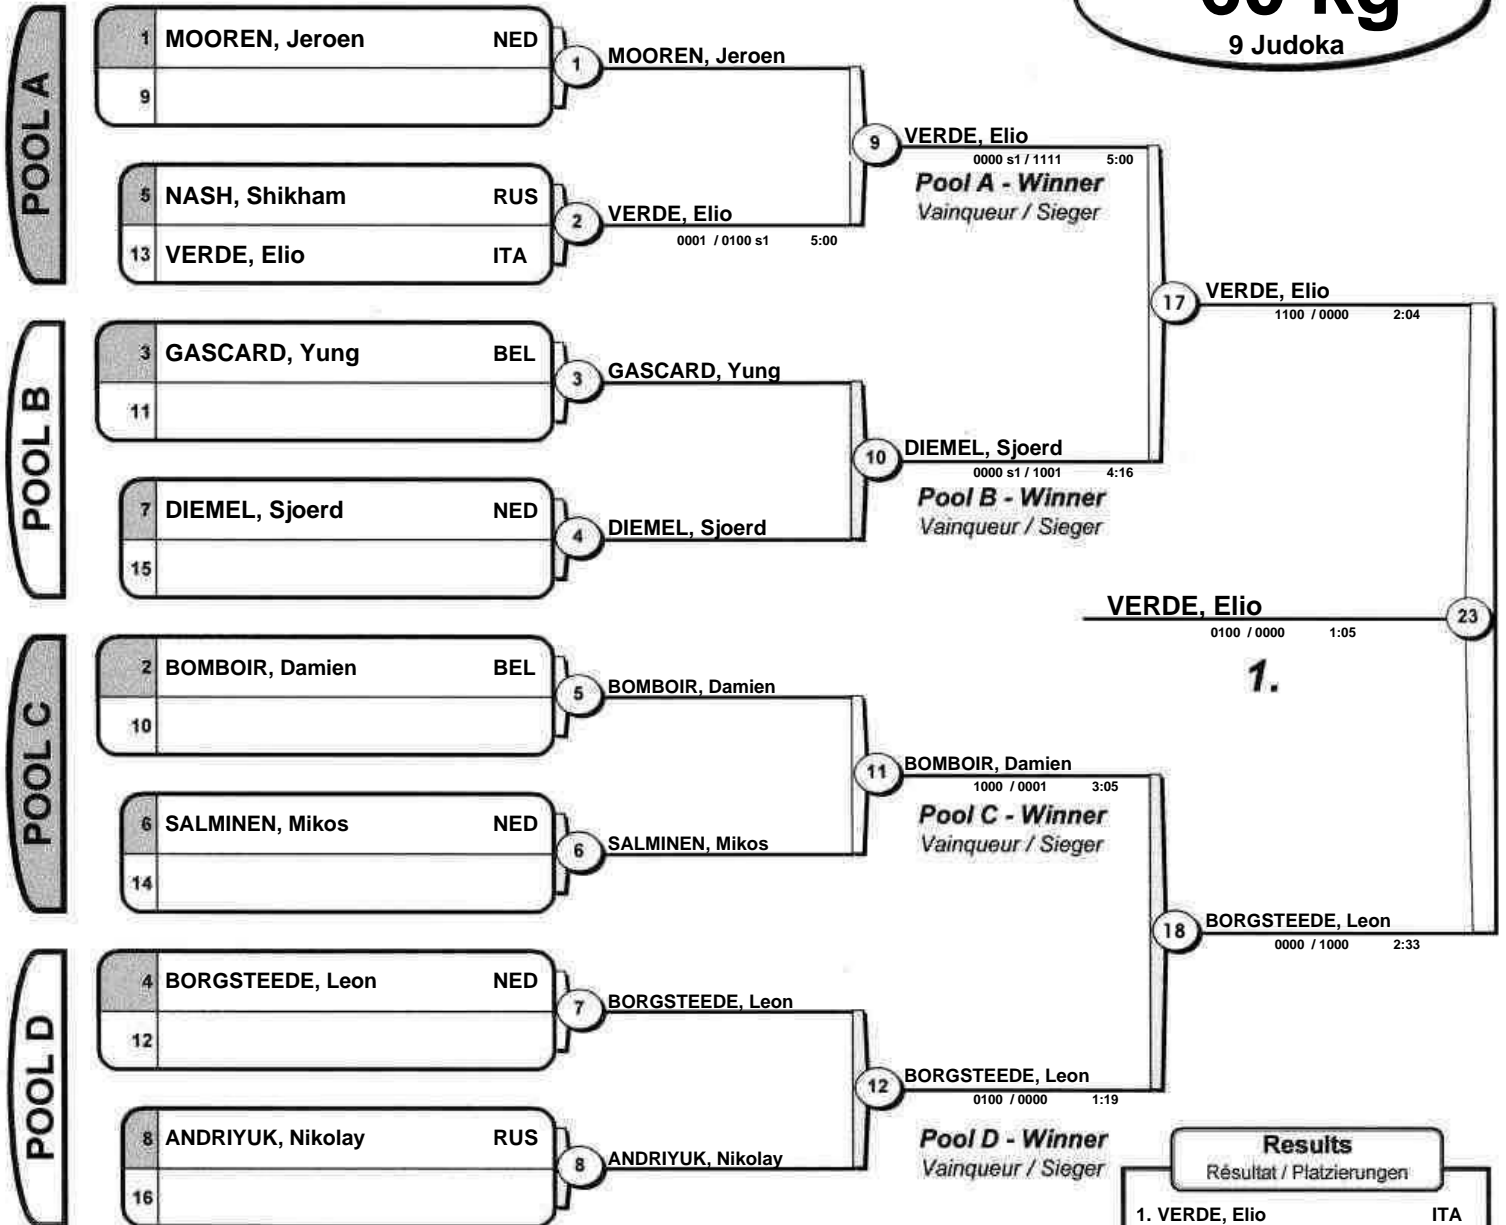 60 kg
9 Judoka
POOL A
1 MOOREN, Jeroen NED
9
1 MOOREN, Jeroen
5 NASH, Shikham RUS
13 VERDE, Elio ITA
2 VERDE, Elio
0001 / 0100 s1 5:00
9 VERDE, Elio
0000 s1 / 1111 5:00
Pool A - Winner
Vainqueur / Sieger
POOL B
3 GASCARD, Yung BEL
11
3 GASCARD, Yung
7 DIEMEL, Sjoerd NED
15
4 DIEMEL, Sjoerd
10 DIEMEL, Sjoerd
0000 s1 / 1001 4:16
Pool B - Winner
Vainqueur / Sieger
17 VERDE, Elio
1100 / 0000 2:04
VERDE, Elio 23
0100 / 0000 1:05
1.
POOL C
2 BOMBOIR, Damien BEL
10
5 BOMBOIR, Damien
6 SALMINEN, Mikos NED
14
6 SALMINEN, Mikos
11 BOMBOIR, Damien
1000 / 0001 3:05
Pool C - Winner
Vainqueur / Sieger
POOL D
4 BORGSTEEDE, Leon NED
12
7 BORGSTEEDE, Leon
8 ANDRIYUK, Nikolay RUS
16
8 ANDRIYUK, Nikolay
12 BORGSTEEDE, Leon
0100 / 0000 1:19
Pool D - Winner
Vainqueur / Sieger
18 BORGSTEEDE, Leon
0000 / 1000 2:33
Results
Résultat / Platzierungen
1. VERDE, Elio ITA